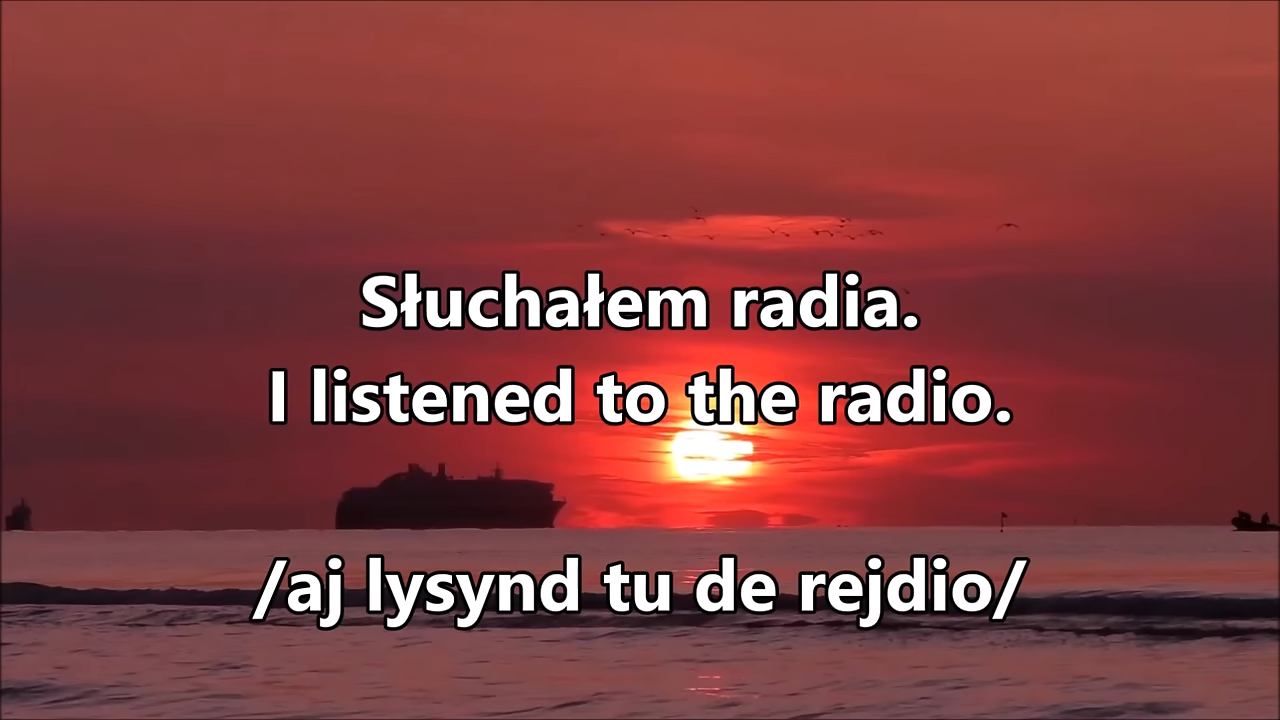 Słuchałem radia.
I listened to the radio.
/aj lysynd tu de rejdio/